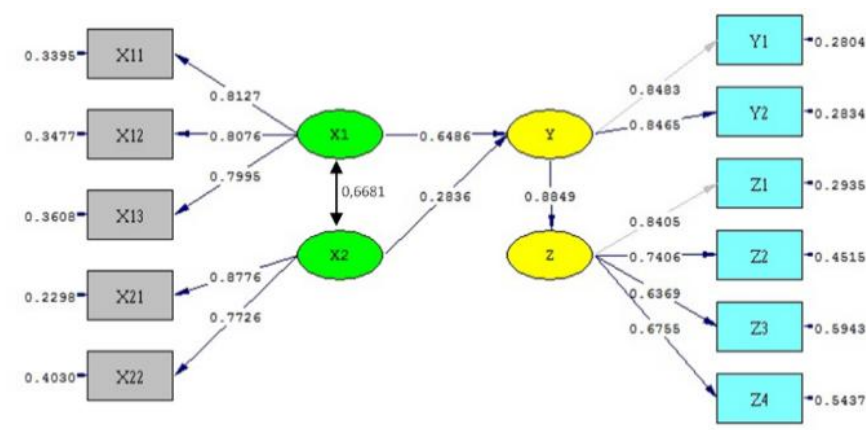 0.3395 X11 0.8127
0.3477 X12 0.8076
0.3608 X13 0.7995
0.2298 X21 0.8776
0.4030 X22 0.7726
X1
0,6681
X2
0.6486
0.2836
Y
0.8849
Z
0.8483 Y1 0.2804
0.8465 Y2 0.2834
0.8405 Z1 0.2935
0.7406 Z2 0.4515
0.6369 Z3 0.5943
0.6755 Z4 0.5437